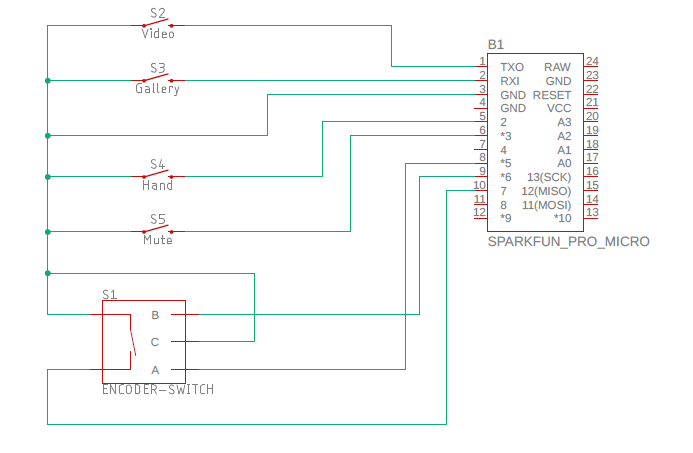 S2
Video
S3
Gallery
S4
Hand
S5
Mute
S1
B
C
A
ENCODER-SWITCH
B1
1 TXO RAW 24
2 RXI GND 23
3 GND RESET 22
4 GND VCC 21
5 2 A3 20
6 *3 A2 19
7 4 A1 18
8 *5 A0 17
9 *6 13(SCK) 16
10 7 12(MISO) 15
11 8 11(MOSI) 14
12 *9 *10 13
SPARKFUN_PRO_MICRO